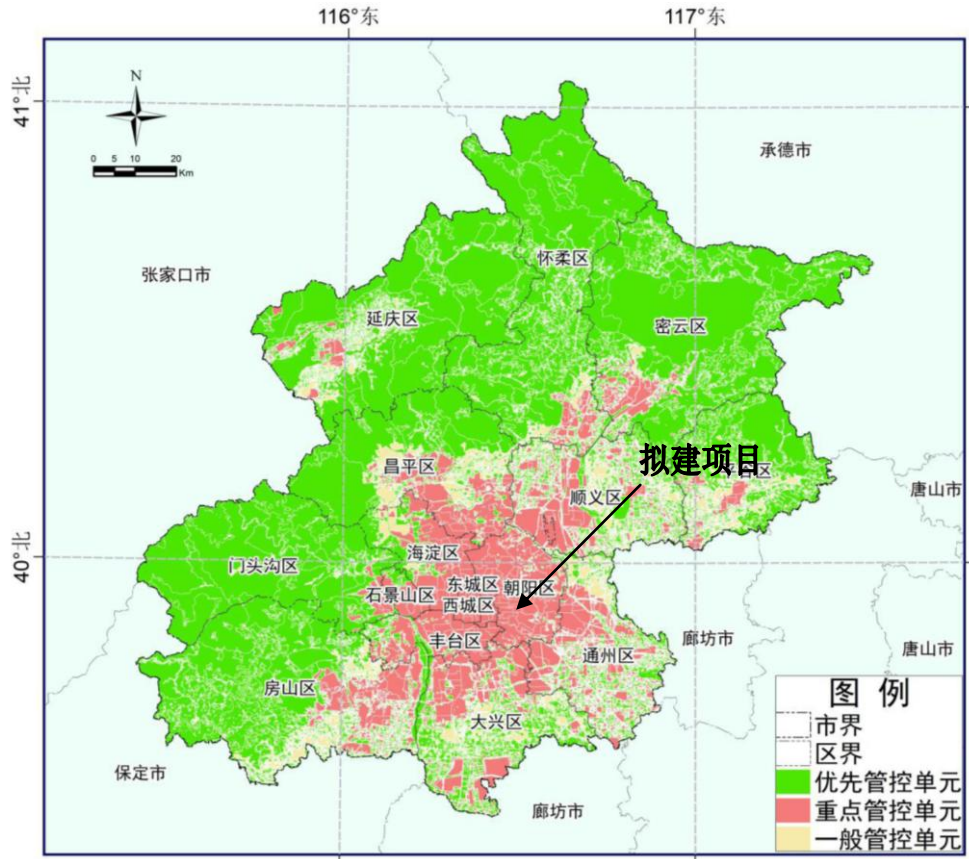 116°东
117°东
41°北
N
0 5 10 20
Km
承德市
张家口市
怀柔区
延庆区
密云区
拟建项目
谷区
昌平区
顺义区
唐山市
40°北
海淀区
门头沟区
东城区
朝阳区
石景山区
西城区
丰台区
廊坊市
通州区
唐山市
房山区
大兴区
保定市
廊坊市
图 例
市界
区界
优先管控单元
重点管控单元
一般管控单元